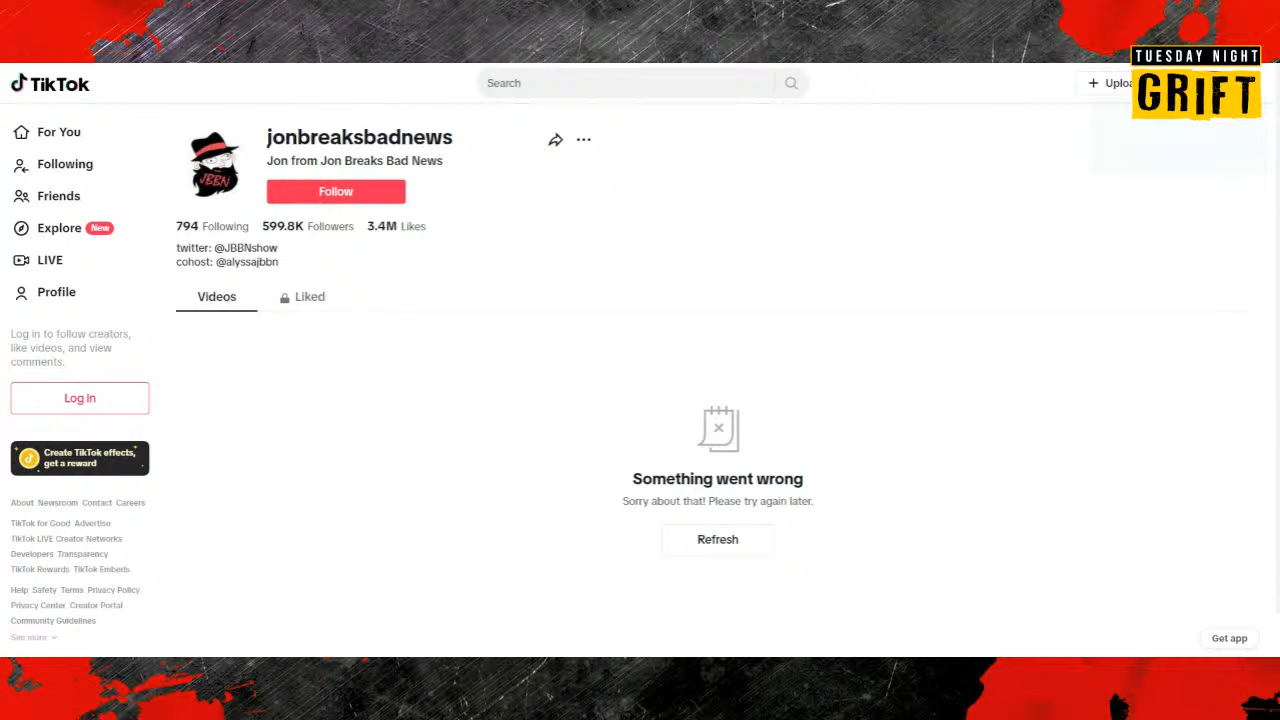 TUESDAY NIGHT
GRIFT
TikTok
Search
+ Uploa
For You
Following
Friends
Explore New
LIVE
Profile
Log in to follow creators,
like videos, and view
comments.
Log in
Create TikTok effects,
get a reward
About Newsroom Contact Careers
TikTok for Good Advertise
TikTok LIVE Creator Networks
Developers Transparency
TikTok Rewards TikTok Embeds
Help Safety Terms Privacy Policy
Privacy Center Creator Portal
Community Guidelines
See more
JBBN
jonbreaksbadnews
Jon from Jon Breaks Bad News
Follow
794 Following 599.8K Followers 3.4M Likes
twitter: @JBBNshow
cohost: @alyssajbbn
Videos Liked
Something went wrong
Sorry about that! Please try again later.
Refresh
Get app